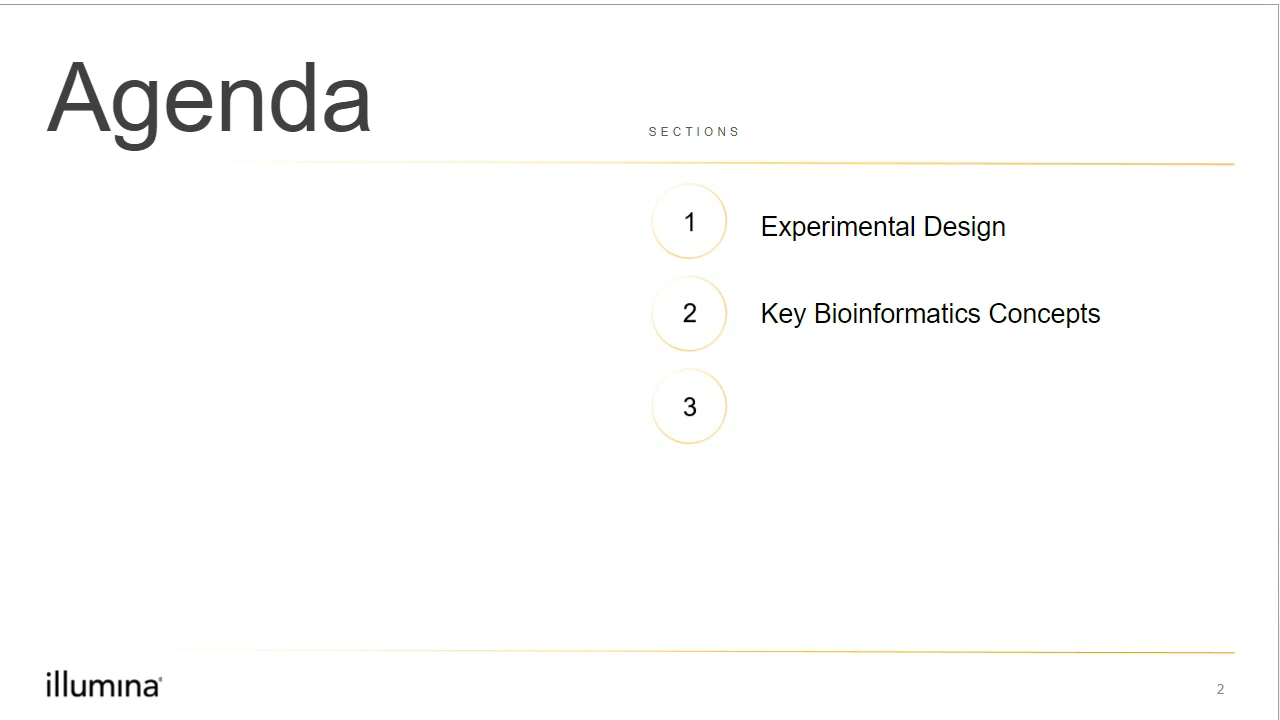 Agenda
SECTIONS
1 Experimental Design
2 Key Bioinformatics Concepts
3
illumina
2